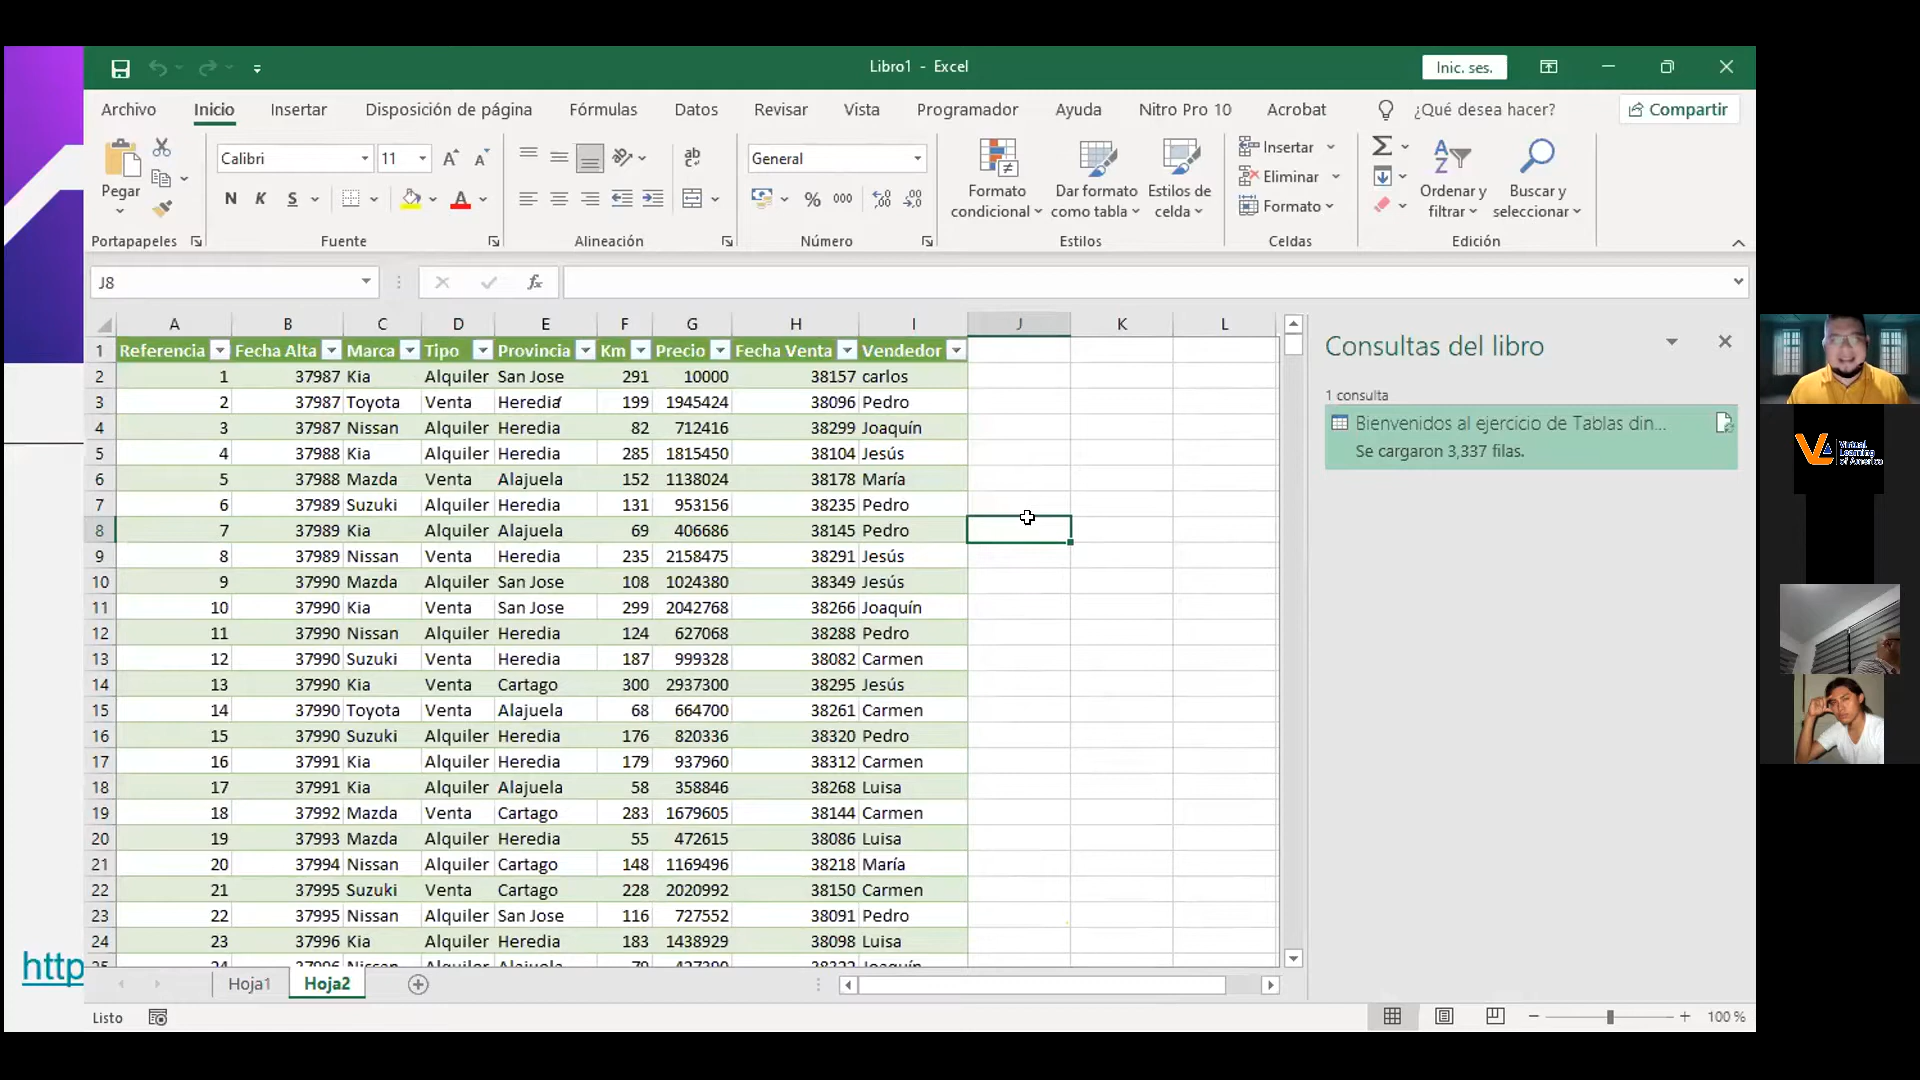 Libro1 - Excel
Inic. ses.
Archivo Inicio Insertar Disposición de página Fórmulas Datos Revisar Vista Programador Ayuda Nitro Pro 10 Acrobat ¿Qué desea hacer? Compartir
Pegar
Calibri 11
N K S
General
% 000
Formato condicional
Dar formato como tabla
Estilos de celda
Insertar
Eliminar
Formato
Ordenar y filtrar
Buscar y seleccionar
Portapapeles Fuente Alineación Número Estilos Celdas Edición
J8
fx
A B C D E F G H I J K L
1 Referencia Fecha Alta Marca Tipo Provincia Km Precio Fecha Venta Vendedor
2 1 37987 Kia Alquiler San Jose 291 10000 38157 carlos
3 2 37987 Toyota Venta Heredia 199 1945424 38096 Pedro
4 3 37987 Nissan Alquiler Heredia 82 712416 38299 Joaquín
5 4 37988 Kia Alquiler Heredia 285 1815450 38104 Jesús
6 5 37988 Mazda Venta Alajuela 152 1138024 38178 María
7 6 37989 Suzuki Alquiler Heredia 131 953156 38235 Pedro
8 7 37989 Kia Alquiler Alajuela 69 406686 38145 Pedro
9 8 37989 Nissan Venta Heredia 235 2158475 38291 Jesús
10 9 37990 Mazda Alquiler San Jose 108 1024380 38349 Jesús
11 10 37990 Kia Venta San Jose 299 2042768 38266 Joaquín
12 11 37990 Nissan Alquiler Heredia 124 627068 38288 Pedro
13 12 37990 Suzuki Venta Heredia 187 999328 38082 Carmen
14 13 37990 Kia Venta Cartago 300 2937300 38295 Jesús
15 14 37990 Toyota Venta Alajuela 68 664700 38261 Carmen
16 15 37990 Suzuki Alquiler Heredia 176 820336 38320 Pedro
17 16 37991 Kia Alquiler Heredia 179 937960 38312 Carmen
18 17 37991 Kia Alquiler Alajuela 58 358846 38268 Luisa
19 18 37992 Mazda Venta Cartago 283 1679605 38144 Carmen
20 19 37993 Mazda Alquiler Heredia 55 472615 38086 Luisa
21 20 37994 Nissan Alquiler Cartago 148 1169496 38218 María
22 21 37995 Suzuki Venta Cartago 228 2020992 38150 Carmen
23 22 37995 Nissan Alquiler San Jose 116 727552 38091 Pedro
24 23 37996 Kia Alquiler Heredia 183 1438929 38098 Luisa
Consultas del libro
1 consulta
Bienvenidos al ejercicio de Tablas din...
Se cargaron 3,337 filas.
Virtual
Learning
of America
http
Hoja1 Hoja2
Listo
100 %